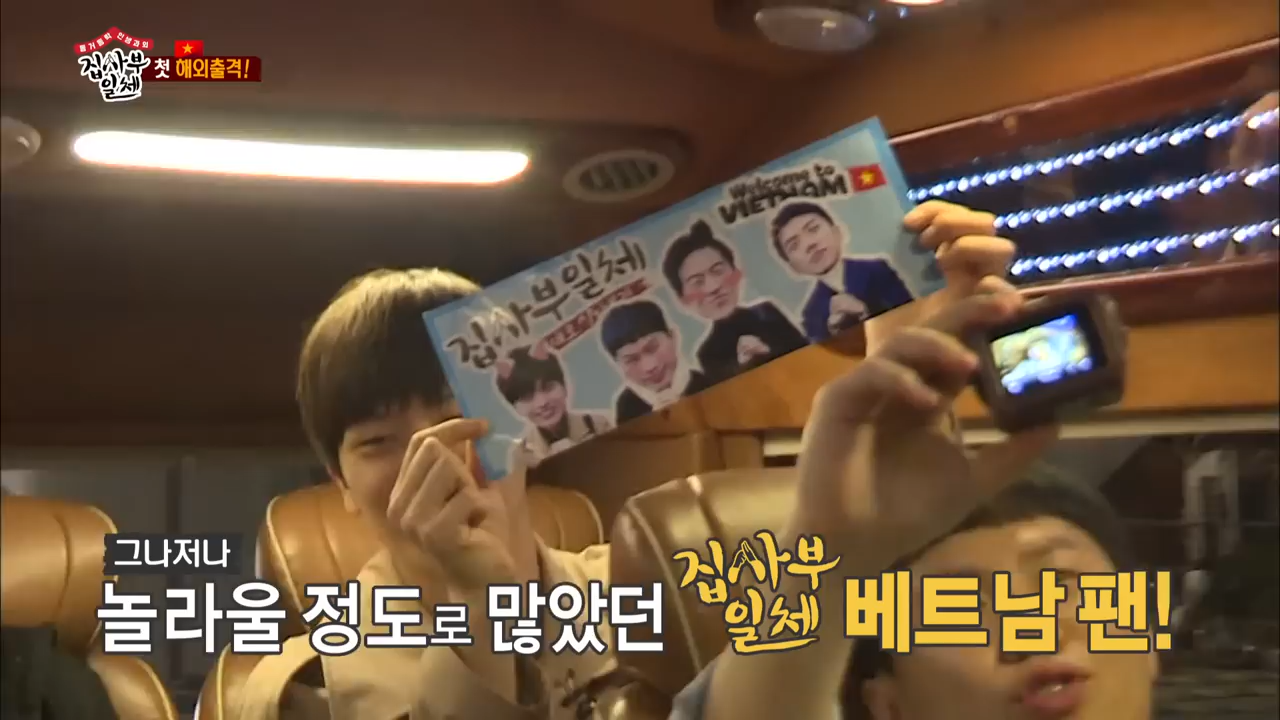 집사부
일체
첫 해외출격!
Welcome to
VIETNAM
집사부일체
그나저나
놀라울 정도로 많았던 집사부일체 베트남 팬!